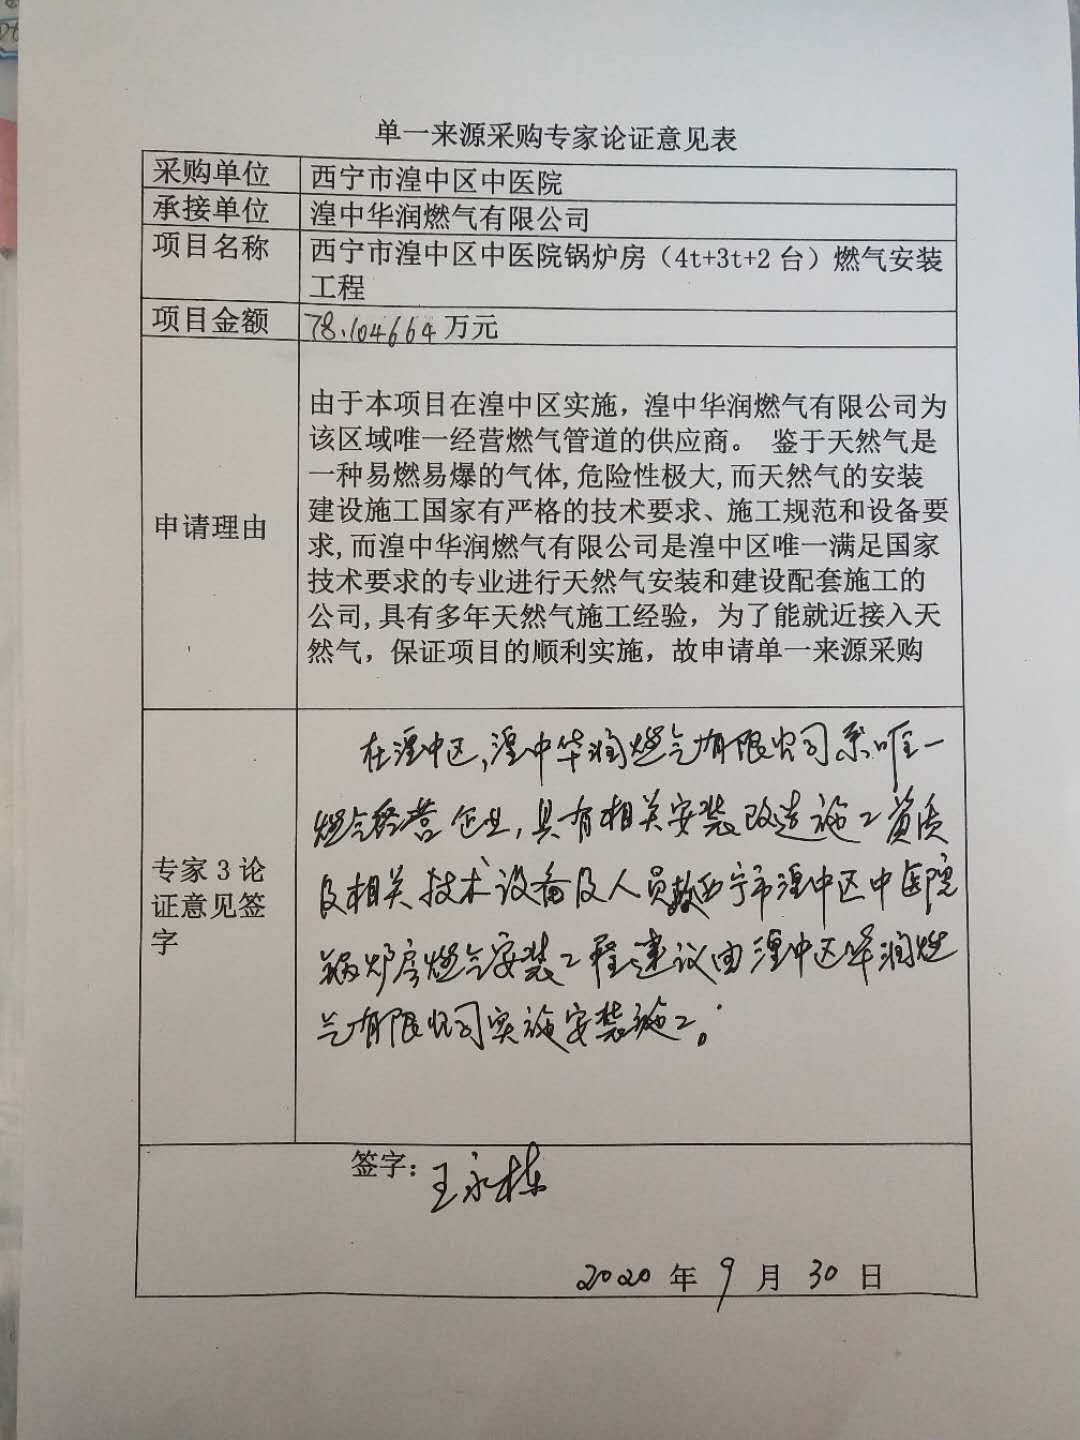 单一来源采购专家论证意见表
采购单位 西宁市湟中区中医院
承接单位 湟中华润燃气有限公司
项目名称 西宁市湟中区中医院锅炉房（4t+3t+2台）燃气安装
工程
项目金额 78.104664万元
申请理由
由于本项目在湟中区实施，湟中华润燃气有限公司为
该区域唯一经营燃气管道的供应商。 鉴于天然气是
一种易燃易爆的气体,危险性极大,而天然气的安装
建设施工国家有严格的技术要求、施工规范和设备要
求,而湟中华润燃气有限公司是湟中区唯一满足国家
技术要求的专业进行天然气安装和建设配套施工的
公司,具有多年天然气施工经验，为了能就近接入天
然气，保证项目的顺利实施，故申请单一来源采购
专家3论
证意见签
字
在湟中区,湟中华润燃气有限公司系唯一
燃气经营企业,具有相关安装改造施工资质
及相关技术设备及人员,西宁市湟中区中医院
锅炉房燃气安装工程建议由湟中区华润燃
气有限公司实施安装施工。
签字：王永栋
2020年9月30日